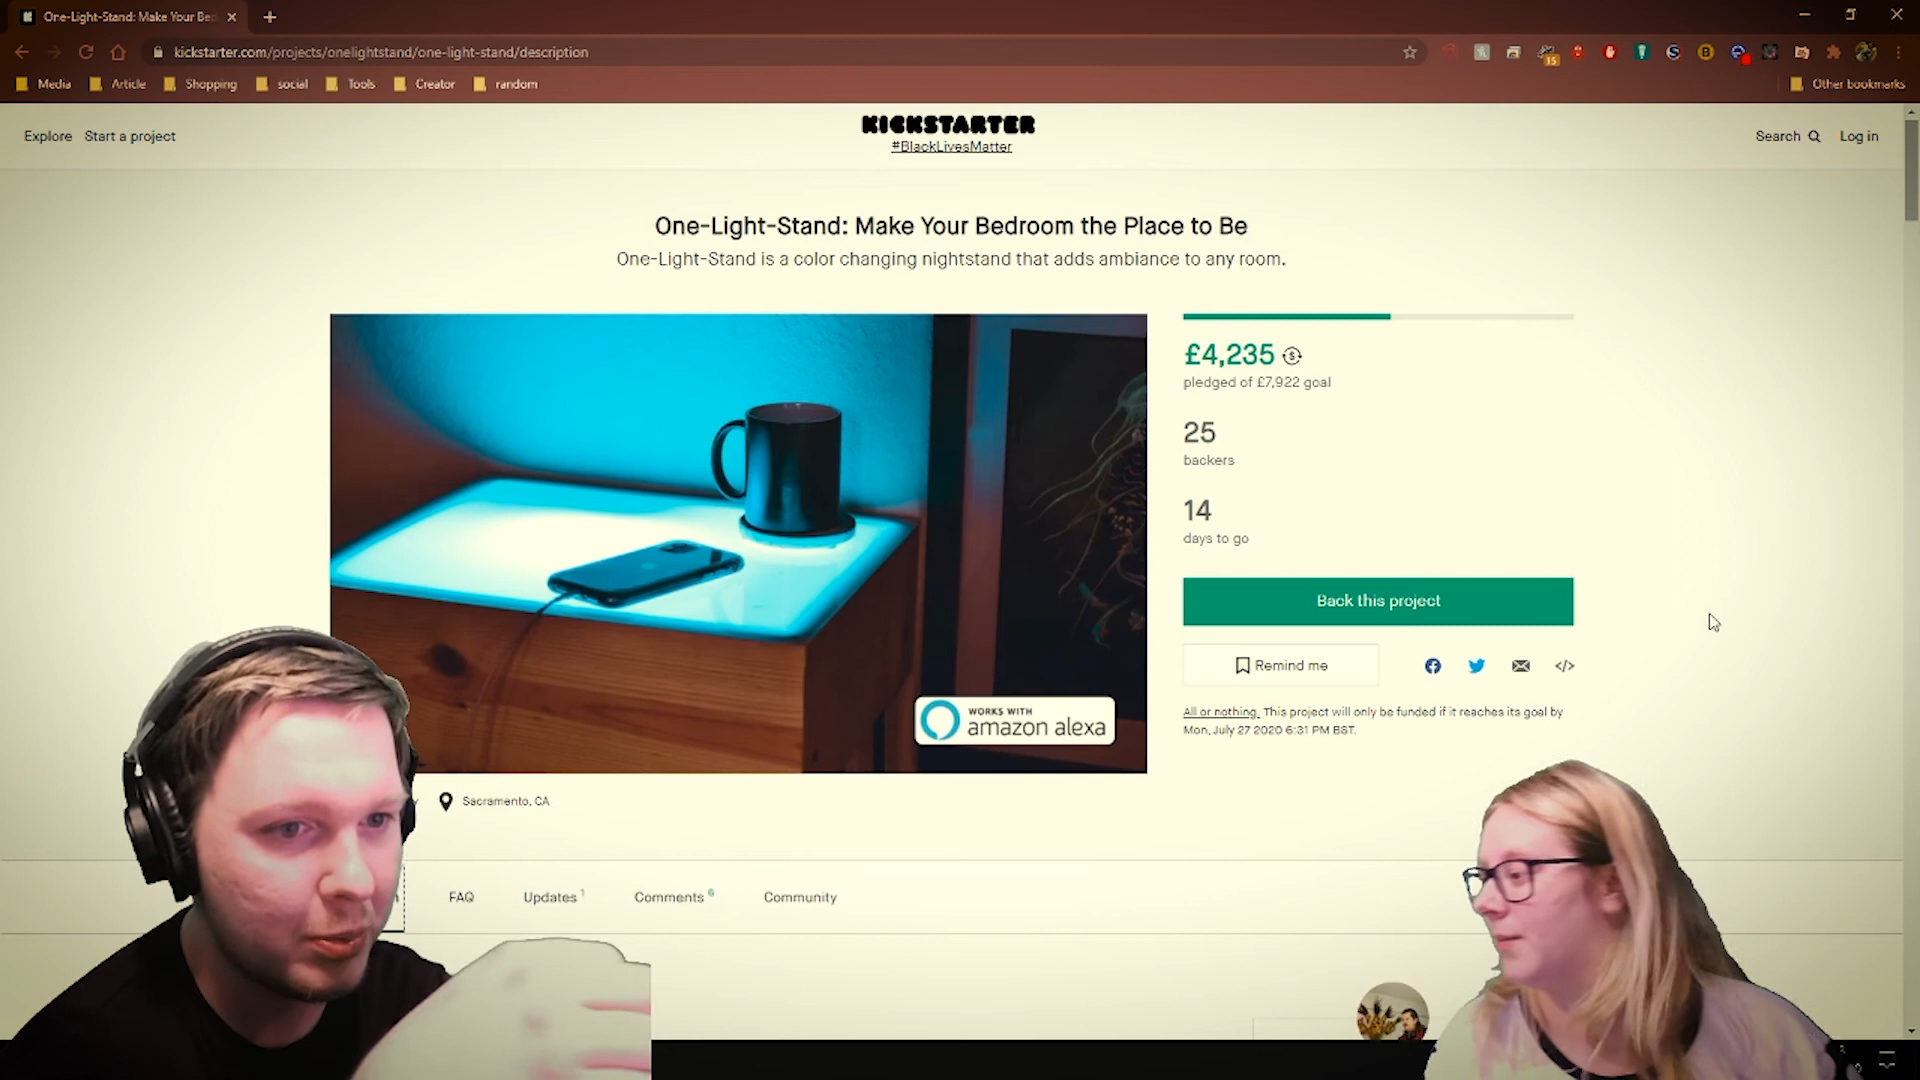 One-Light-Stand: Make Your Bed
kickstarter.com/projects/onelightstand/one-light-stand/description
15
Media Article Shopping social Tools Creator random Other bookmarks
Explore Start a project
KICKSTARTER
#BlackLivesMatter
Search Log in
One-Light-Stand: Make Your Bedroom the Place to Be
One-Light-Stand is a color changing nightstand that adds ambiance to any room.
£4,235
pledged of £7,922 goal
25
backers
14
days to go
Back this project
Remind me
All or nothing. This project will only be funded if it reaches its goal by
Mon, July 27 2020 6:31 PM BST.
WORKS WITH
amazon alexa
Sacramento, CA
FAQ Updates 1 Comments 6 Community